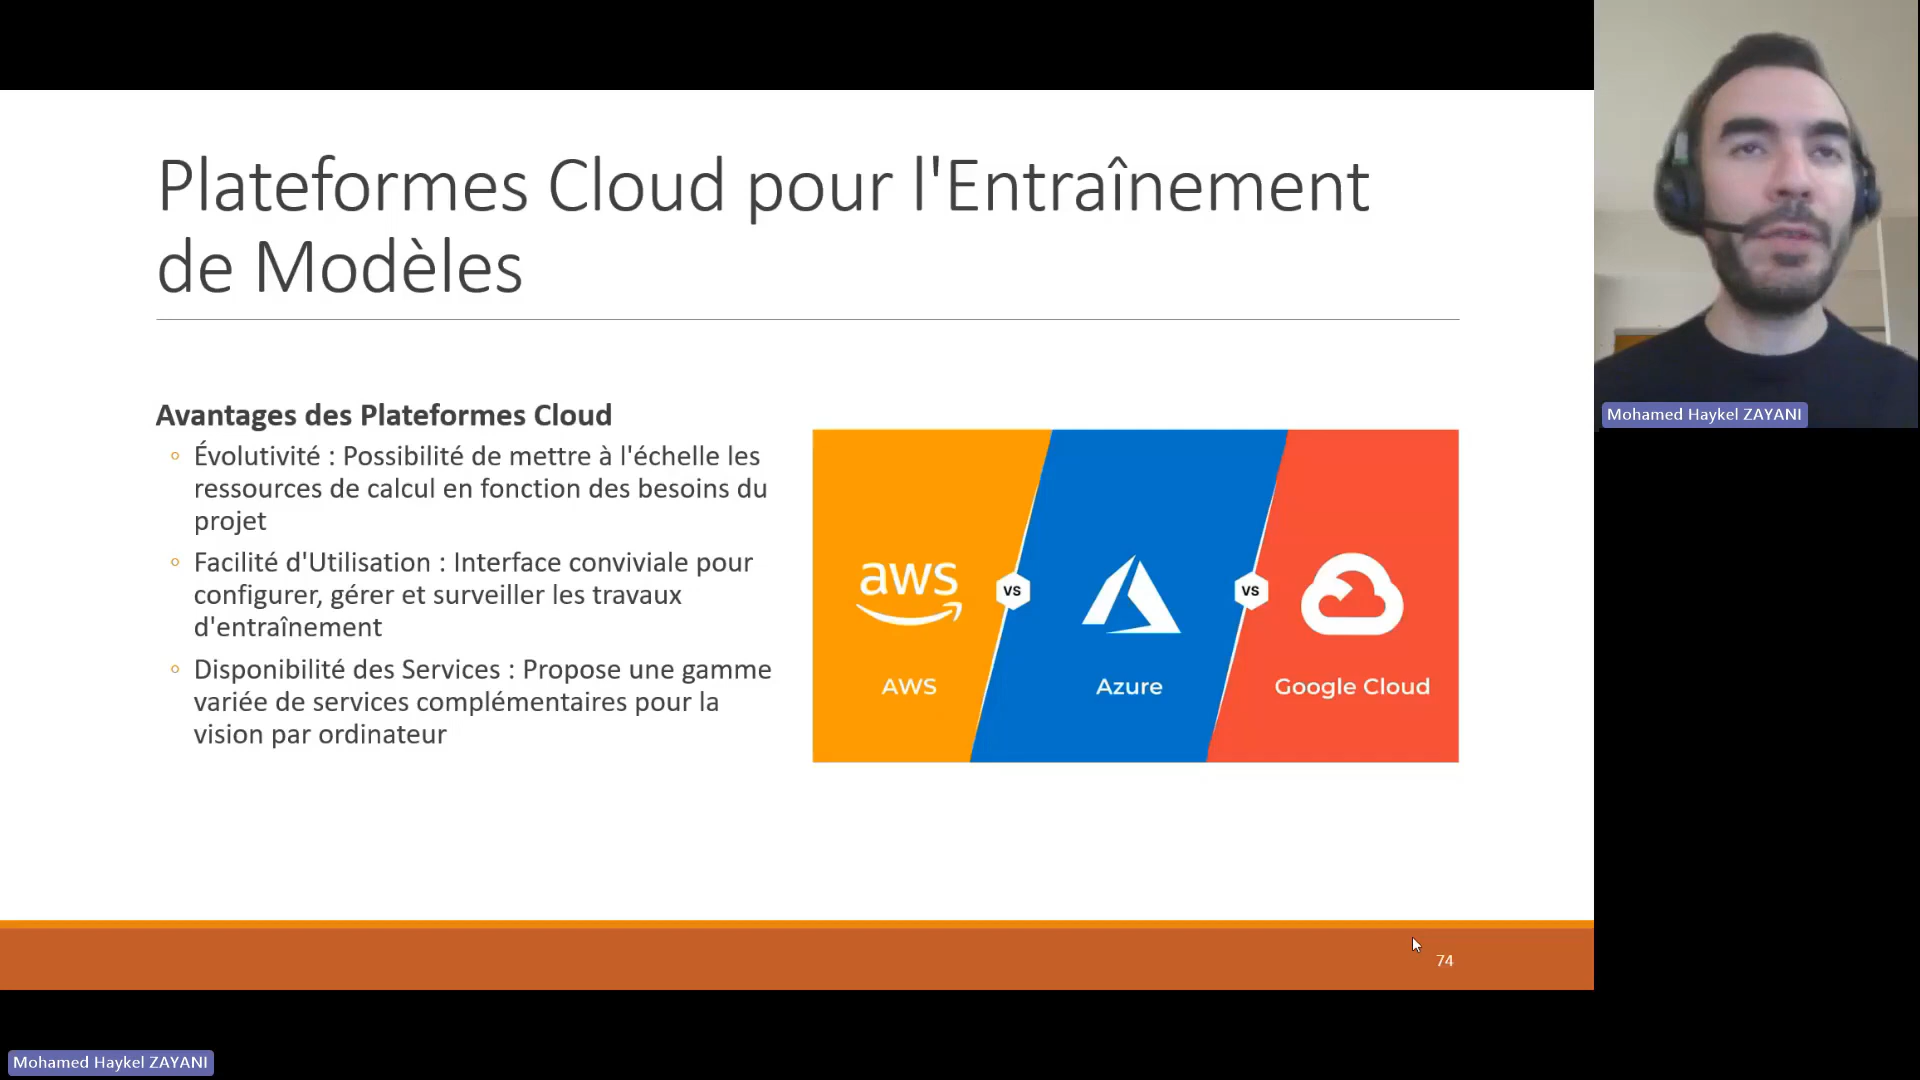 Plateformes Cloud pour l'Entraînement
de Modèles
Avantages des Plateformes Cloud
Évolutivité : Possibilité de mettre à l'échelle les
ressources de calcul en fonction des besoins du
projet
Facilité d'Utilisation : Interface conviviale pour
configurer, gérer et surveiller les travaux
d'entraînement
Disponibilité des Services : Propose une gamme
variée de services complémentaires pour la
vision par ordinateur
aws
AWS
VS
Azure
VS
Google Cloud
74
Mohamed Haykel ZAYANI
Mohamed Haykel ZAYANI